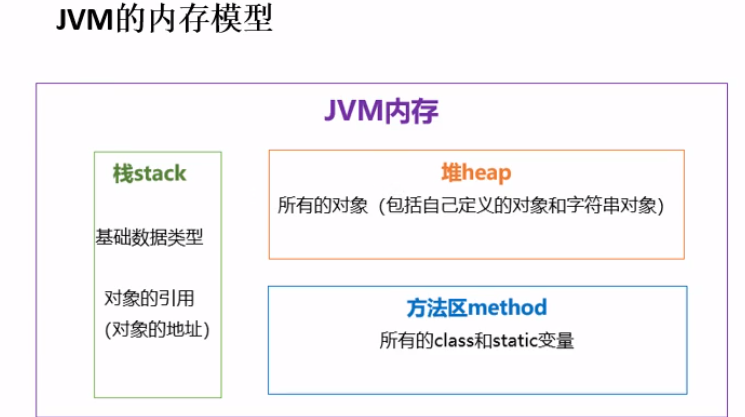 JVM的内存模型
JVM内存
栈stack
基础数据类型
对象的引用
(对象的地址)
堆heap
所有的对象（包括自己定义的对象和字符串对象）
方法区method
所有的class和static变量